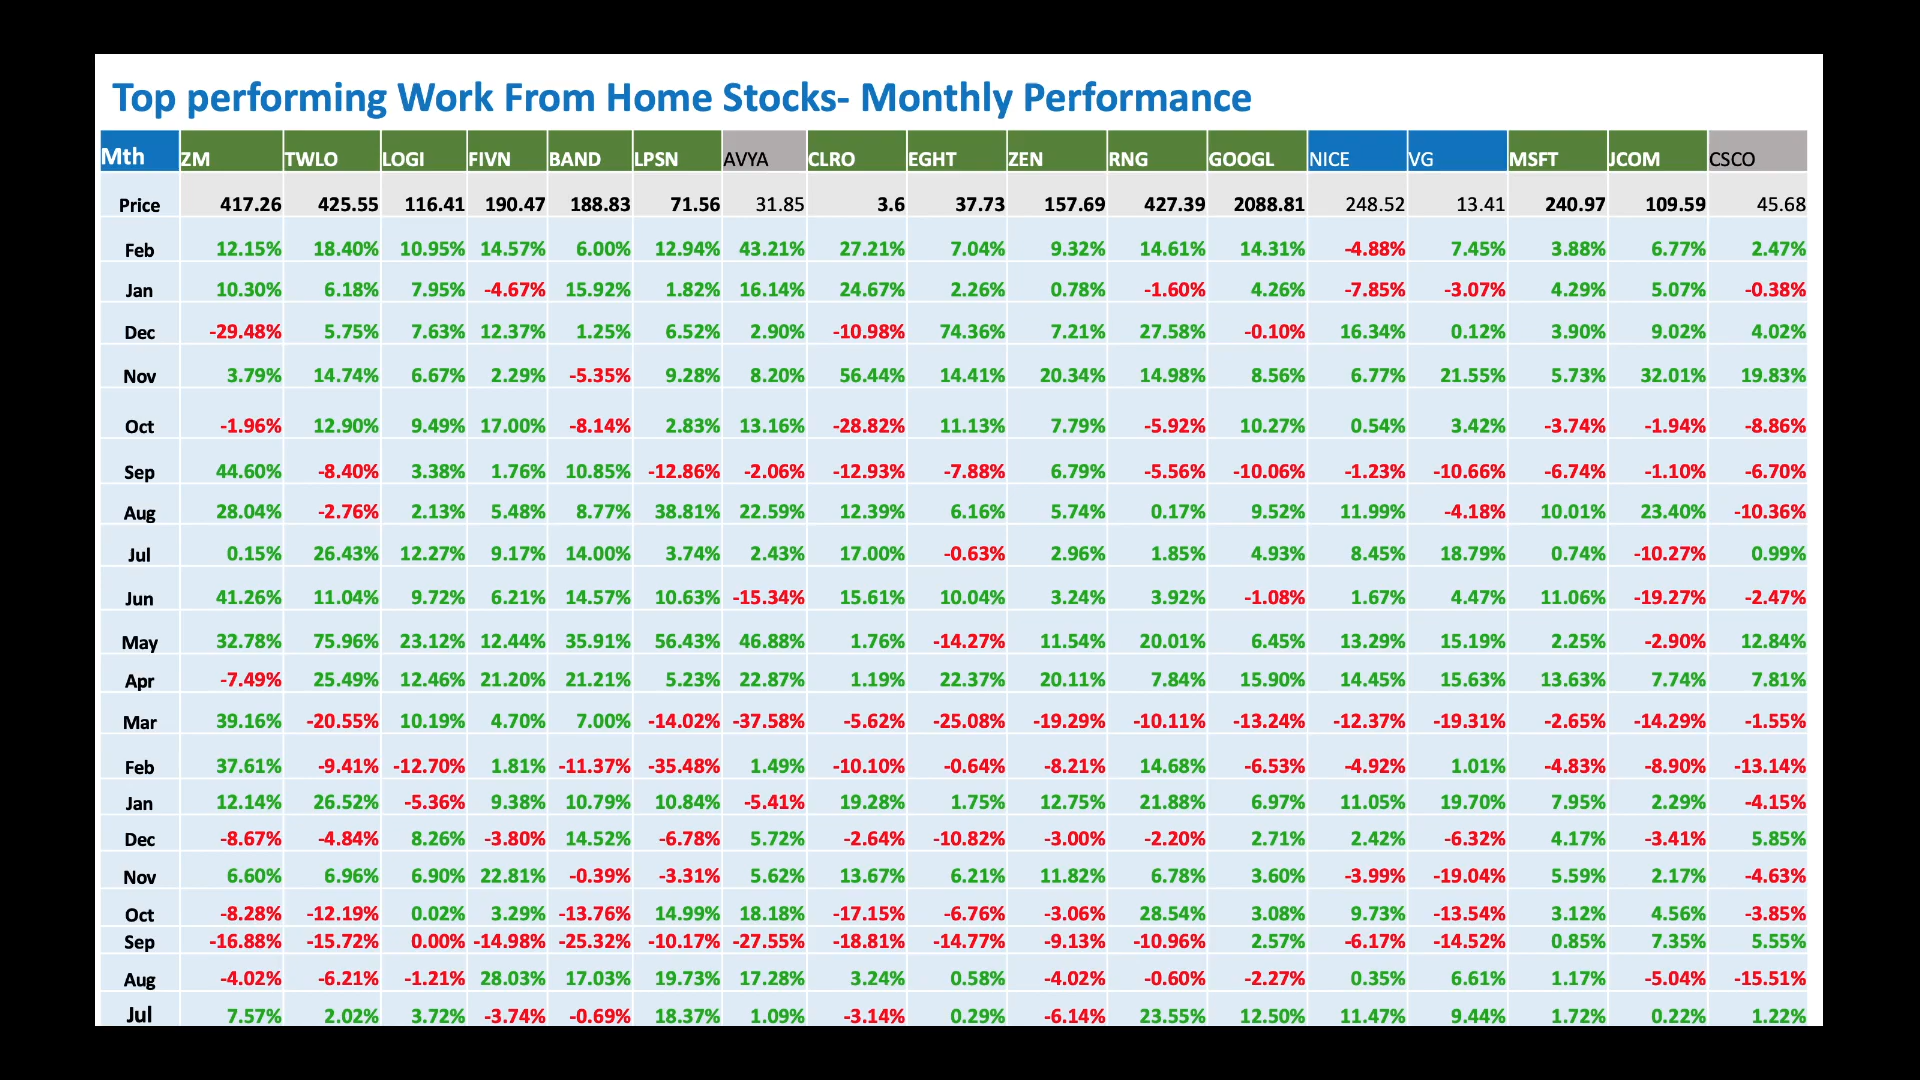 Top performing Work From Home Stocks- Monthly Performance
Mth ZM TWLO LOGI FIVN BAND LPSN AVYA CLRO EGHT ZEN RNG GOOGL NICE VG MSFT JCOM CSCO
Price 417.26 425.55 116.41 190.47 188.83 71.56 31.85 3.6 37.73 157.69 427.39 2088.81 248.52 13.41 240.97 109.59 45.68
Feb 12.15% 18.40% 10.95% 14.57% 6.00% 12.94% 43.21% 27.21% 7.04% 9.32% 14.61% 14.31% -4.88% 7.45% 3.88% 6.77% 2.47%
Jan 10.30% 6.18% 7.95% -4.67% 15.92% 1.82% 16.14% 24.67% 2.26% 0.78% -1.60% 4.26% -7.85% -3.07% 4.29% 5.07% -0.38%
Dec -29.48% 5.75% 7.63% 12.37% 1.25% 6.52% 2.90% -10.98% 74.36% 7.21% 27.58% -0.10% 16.34% 0.12% 3.90% 9.02% 4.02%
Nov 3.79% 14.74% 6.67% 2.29% -5.35% 9.28% 8.20% 56.44% 14.41% 20.34% 14.98% 8.56% 6.77% 21.55% 5.73% 32.01% 19.83%
Oct -1.96% 12.90% 9.49% 17.00% -8.14% 2.83% 13.16% -28.82% 11.13% 7.79% -5.92% 10.27% 0.54% 3.42% -3.74% -1.94% -8.86%
Sep 44.60% -8.40% 3.38% 1.76% 10.85% -12.86% -2.06% -12.93% -7.88% 6.79% -5.56% -10.06% -1.23% -10.66% -6.74% -1.10% -6.70%
Aug 28.04% -2.76% 2.13% 5.48% 8.77% 38.81% 22.59% 12.39% 6.16% 5.74% 0.17% 9.52% 11.99% -4.18% 10.01% 23.40% -10.36%
Jul 0.15% 26.43% 12.27% 9.17% 14.00% 3.74% 2.43% 17.00% -0.63% 2.96% 1.85% 4.93% 8.45% 18.79% 0.74% -10.27% 0.99%
Jun 41.26% 11.04% 9.72% 6.21% 14.57% 10.63% -15.34% 15.61% 10.04% 3.24% 3.92% -1.08% 1.67% 4.47% 11.06% -19.27% -2.47%
May 32.78% 75.96% 23.12% 12.44% 35.91% 56.43% 46.88% 1.76% -14.27% 11.54% 20.01% 6.45% 13.29% 15.19% 2.25% -2.90% 12.84%
Apr -7.49% 25.49% 12.46% 21.20% 21.21% 5.23% 22.87% 1.19% 22.37% 20.11% 7.84% 15.90% 14.45% 15.63% 13.63% 7.74% 7.81%
Mar 39.16% -20.55% 10.19% 4.70% 7.00% -14.02% -37.58% -5.62% -25.08% -19.29% -10.11% -13.24% -12.37% -19.31% -2.65% -14.29% -1.55%
Feb 37.61% -9.41% -12.70% 1.81% -11.37% -35.48% 1.49% -10.10% -0.64% -8.21% 14.68% -6.53% -4.92% 1.01% -4.83% -8.90% -13.14%
Jan 12.14% 26.52% -5.36% 9.38% 10.79% 10.84% -5.41% 19.28% 1.75% 12.75% 21.88% 6.97% 11.05% 19.70% 7.95% 2.29% -4.15%
Dec -8.67% -4.84% 8.26% -3.80% 14.52% -6.78% 5.72% -2.64% -10.82% -3.00% -2.20% 2.71% 2.42% -6.32% 4.17% -3.41% 5.85%
Nov 6.60% 6.96% 6.90% 22.81% -0.39% -3.31% 5.62% 13.67% 6.21% 11.82% 6.78% 3.60% -3.99% -19.04% 5.59% 2.17% -4.63%
Oct -8.28% -12.19% 0.02% 3.29% -13.76% 14.99% 18.18% -17.15% -6.76% -3.06% 28.54% 3.08% 9.73% -13.54% 3.12% 4.56% -3.85%
Sep -16.88% -15.72% 0.00% -14.98% -25.32% -10.17% -27.55% -18.81% -14.77% -9.13% -10.96% 2.57% -6.17% -14.52% 0.85% 7.35% 5.55%
Aug -4.02% -6.21% -1.21% 28.03% 17.03% 19.73% 17.28% 3.24% 0.58% -4.02% -0.60% -2.27% 0.35% 6.61% 1.17% -5.04% -15.51%
Jul 7.57% 2.02% 3.72% -3.74% -0.69% 18.37% 1.09% -3.14% 0.29% -6.14% 23.55% 12.50% 11.47% 9.44% 1.72% 0.22% 1.22%